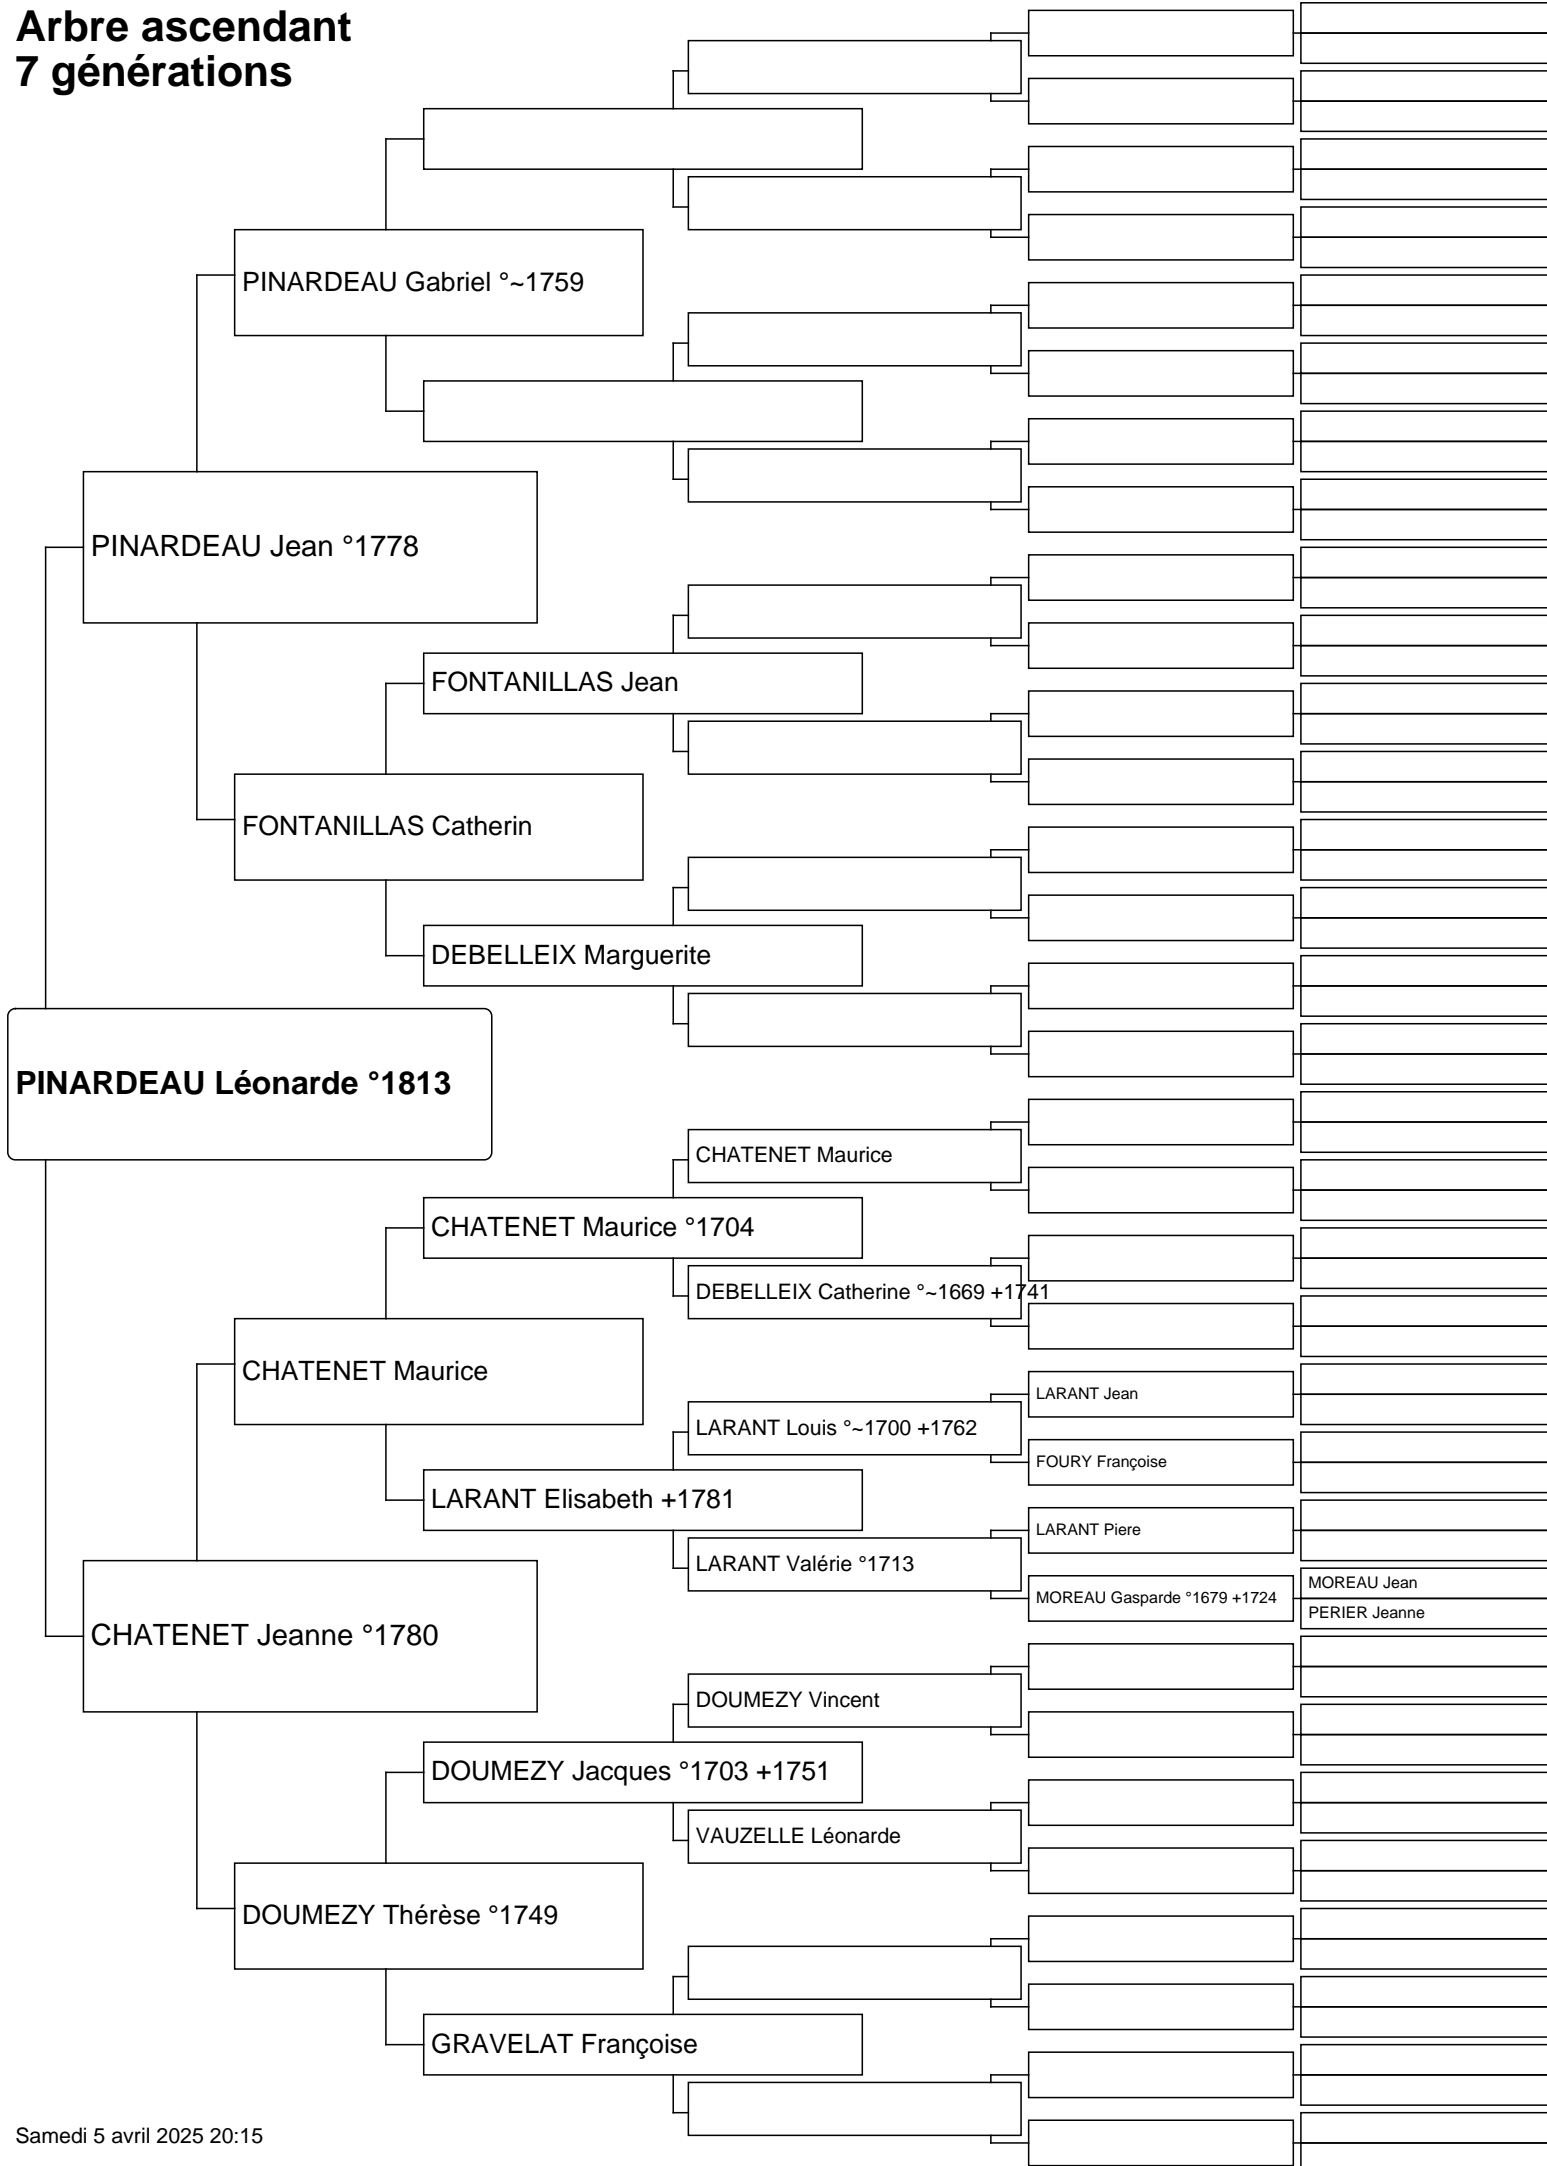 Arbre ascendant
7 générations
PINARDEAU Gabriel °~1759
PINARDEAU Jean °1778
FONTANILLAS Jean
FONTANILLAS Catherin
DEBELLEIX Marguerite
PINARDEAU Léonarde °1813
CHATENET Maurice
CHATENET Maurice °1704
DEBELLEIX Catherine °~1669 +1741
CHATENET Maurice
LARANT Jean
LARANT Louis °~1700 +1762
FOURY Françoise
LARANT Elisabeth +1781
LARANT Piere
LARANT Valérie °1713
MOREAU Jean
MOREAU Gasparde °1679 +1724
PERIER Jeanne
CHATENET Jeanne °1780
DOUMEZY Vincent
DOUMEZY Jacques °1703 +1751
VAUZELLE Léonarde
DOUMEZY Thérèse °1749
GRAVELAT Françoise
Samedi 5 avril 2025 20:15